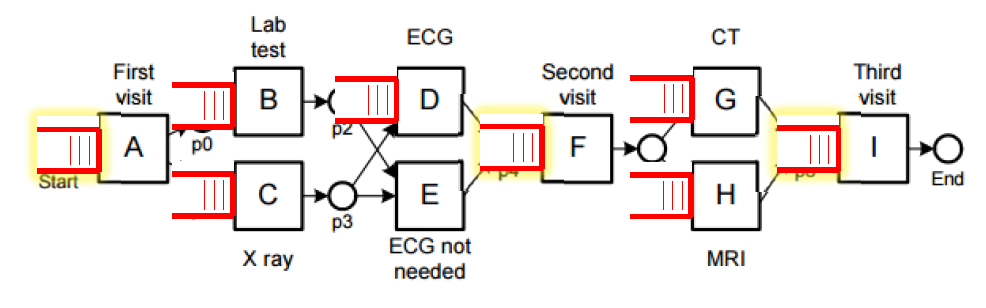 Lab
test
ECG
CT
First
visit
Second
visit
Third
visit
B
D
G
p2
p0
A
F
I
p4
Start
End
C
E
H
p3
X ray
ECG not
needed
MRI